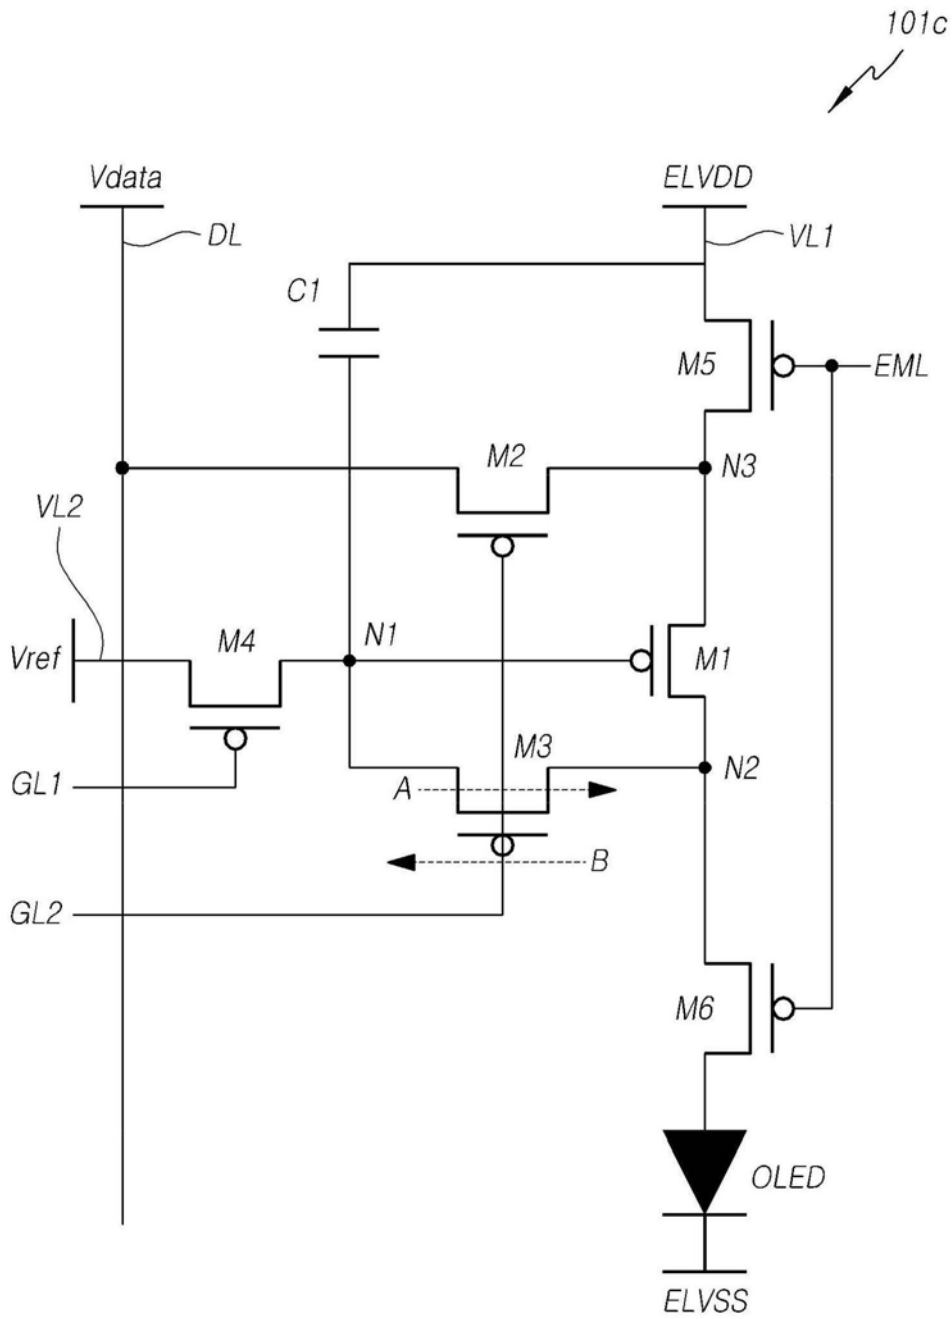 101c
Vdata
ELVDD
DL
VL1
C1
M5
EML
M2
N3
VL2
M4
N1
Vref
M1
M3
N2
GL1
A
B
GL2
M6
OLED
ELVSS